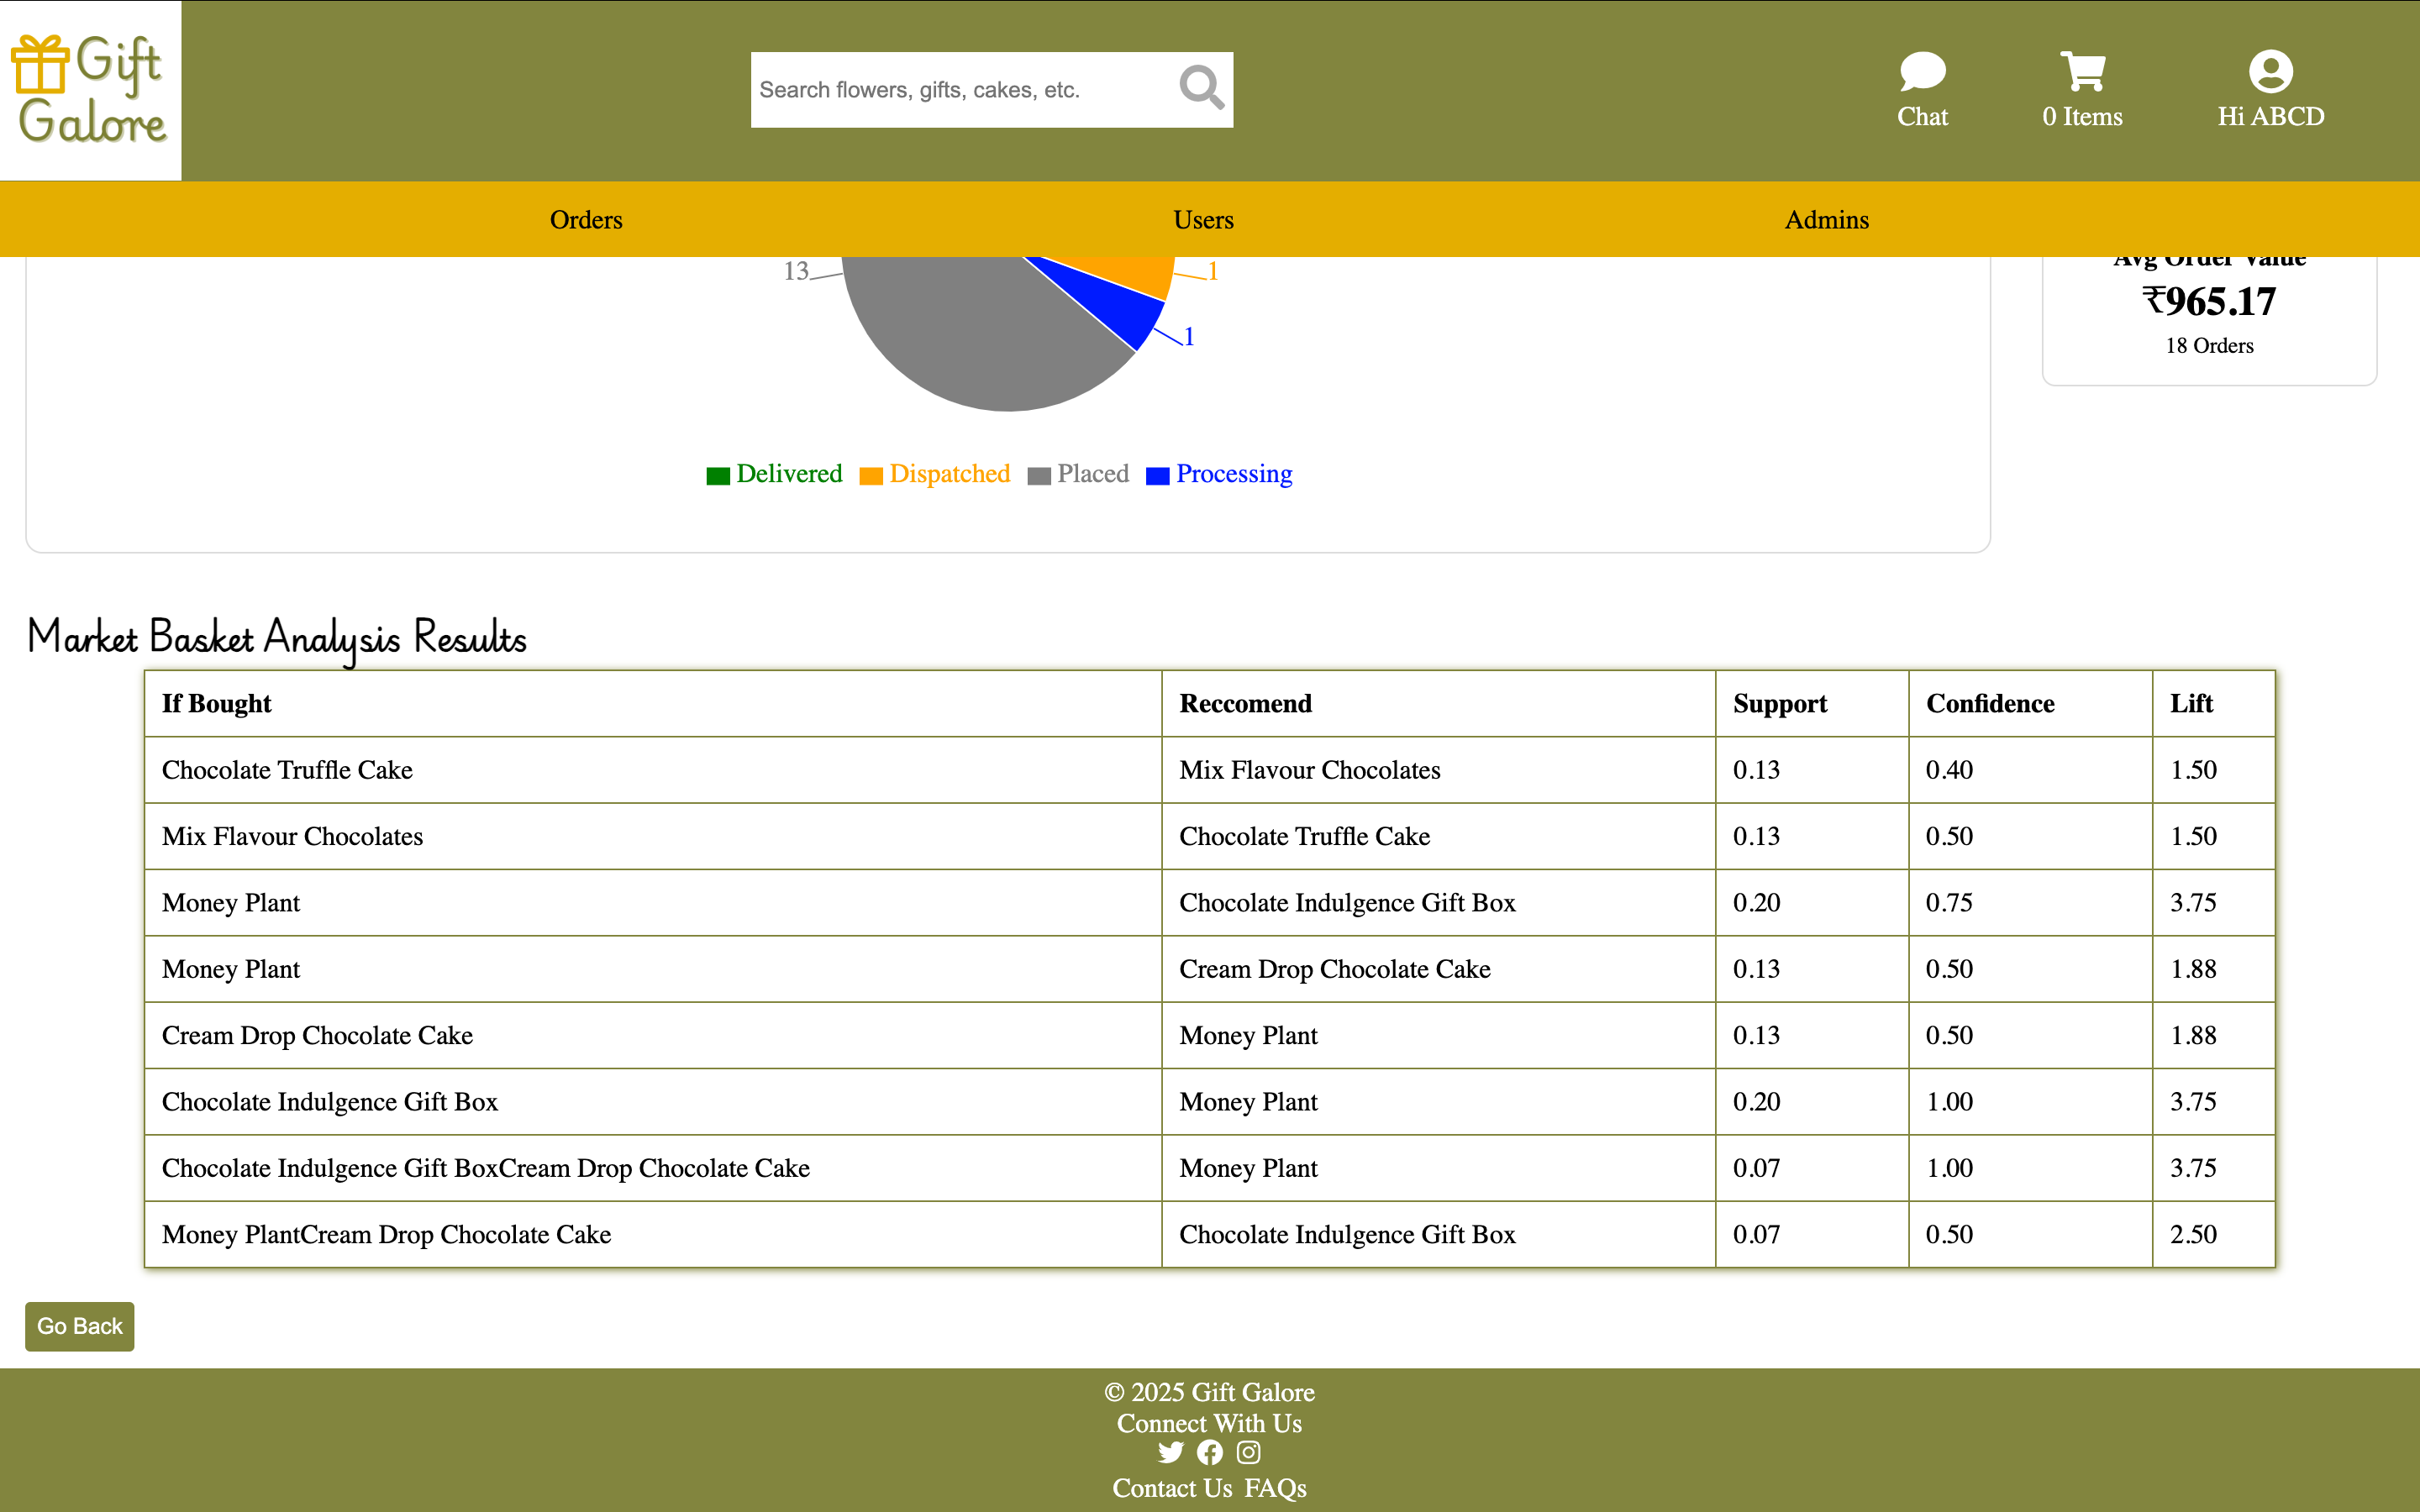 Gift
Galore
Search flowers, gifts, cakes, etc.
Chat
0 Items
Hi ABCD
Orders
Users
Admins
13
1
1
Avg Order Value
₹965.17
18 Orders
Delivered Dispatched Placed Processing
Market Basket Analysis Results
If Bought Reccomend Support Confidence Lift
Chocolate Truffle Cake Mix Flavour Chocolates 0.13 0.40 1.50
Mix Flavour Chocolates Chocolate Truffle Cake 0.13 0.50 1.50
Money Plant Chocolate Indulgence Gift Box 0.20 0.75 3.75
Money Plant Cream Drop Chocolate Cake 0.13 0.50 1.88
Cream Drop Chocolate Cake Money Plant 0.13 0.50 1.88
Chocolate Indulgence Gift Box Money Plant 0.20 1.00 3.75
Chocolate Indulgence Gift BoxCream Drop Chocolate Cake Money Plant 0.07 1.00 3.75
Money PlantCream Drop Chocolate Cake Chocolate Indulgence Gift Box 0.07 0.50 2.50
Go Back
© 2025 Gift Galore
Connect With Us
Contact Us FAQs